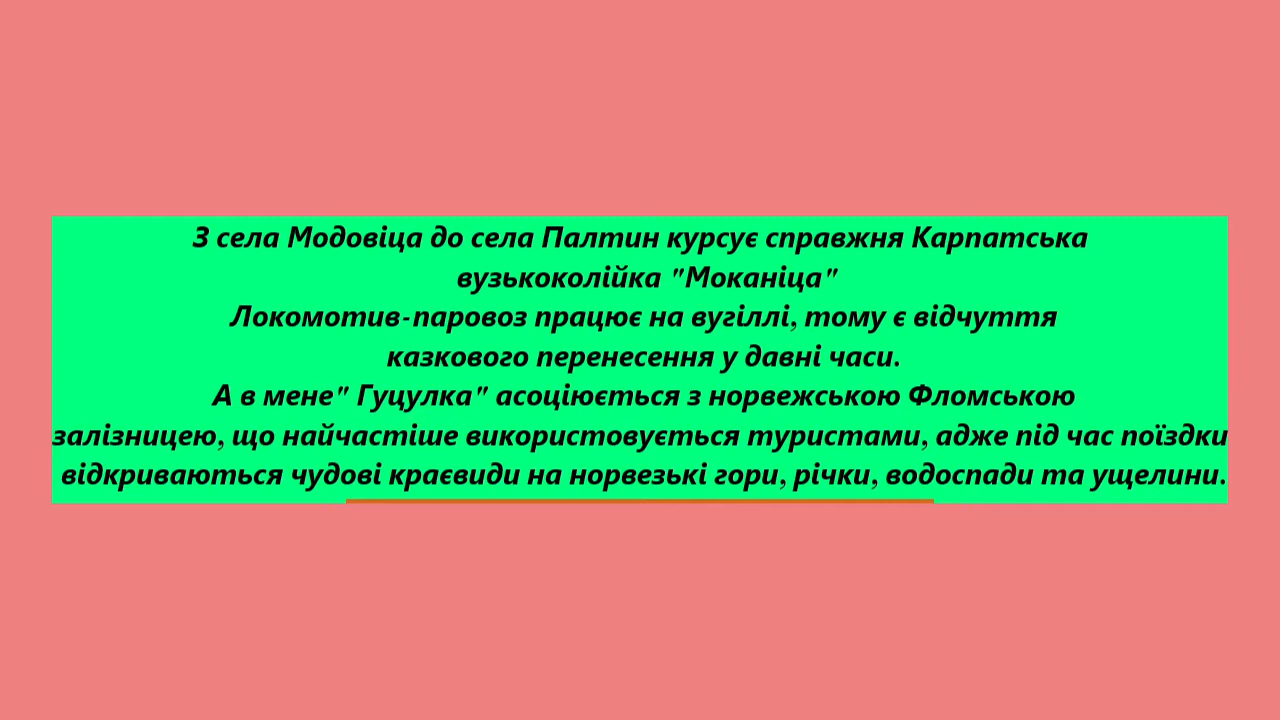 З села Модовіца до села Палтин курсує справжня Карпатська
вузькоколійка "Моканіца"
Локомотив-паровоз працює на вугіллі, тому є відчуття
казкового перенесення у давні часи.
А в мене" Гуцулка" асоціюється з норвежською Фломською
залізницею, що найчастіше використовується туристами, адже під час поїздки
відкриваються чудові краєвиди на норвезькі гори, річки, водоспади та ущелини.